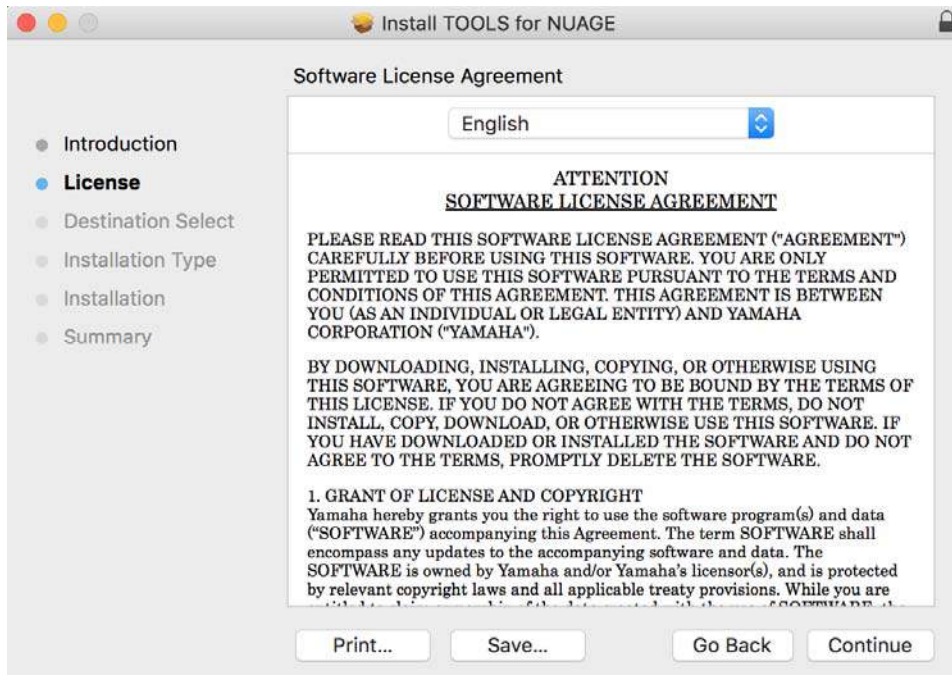 Install TOOLS for NUAGE
Software License Agreement
English
Introduction
License
Destination Select
Installation Type
Installation
Summary
ATTENTION
SOFTWARE LICENSE AGREEMENT
PLEASE READ THIS SOFTWARE LICENSE AGREEMENT ("AGREEMENT")
CAREFULLY BEFORE USING THIS SOFTWARE. YOU ARE ONLY
PERMITTED TO USE THIS SOFTWARE PURSUANT TO THE TERMS AND
CONDITIONS OF THIS AGREEMENT. THIS AGREEMENT IS BETWEEN
YOU (AS AN INDIVIDUAL OR LEGAL ENTITY) AND YAMAHA
CORPORATION ("YAMAHA").
BY DOWNLOADING, INSTALLING, COPYING, OR OTHERWISE USING
THIS SOFTWARE, YOU ARE AGREEING TO BE BOUND BY THE TERMS OF
THIS LICENSE. IF YOU DO NOT AGREE WITH THE TERMS, DO NOT
INSTALL, COPY, DOWNLOAD, OR OTHERWISE USE THIS SOFTWARE. IF
YOU HAVE DOWNLOADED OR INSTALLED THE SOFTWARE AND DO NOT
AGREE TO THE TERMS, PROMPTLY DELETE THE SOFTWARE.
1. GRANT OF LICENSE AND COPYRIGHT
Yamaha hereby grants you the right to use the software program(s) and data
(“SOFTWARE”) accompanying this Agreement. The term SOFTWARE shall
encompass any updates to the accompanying software and data. The
SOFTWARE is owned by Yamaha and/or Yamaha’s licensor(s), and is protected
by relevant copyright laws and all applicable treaty provisions. While you are
Print...
Save...
Go Back
Continue